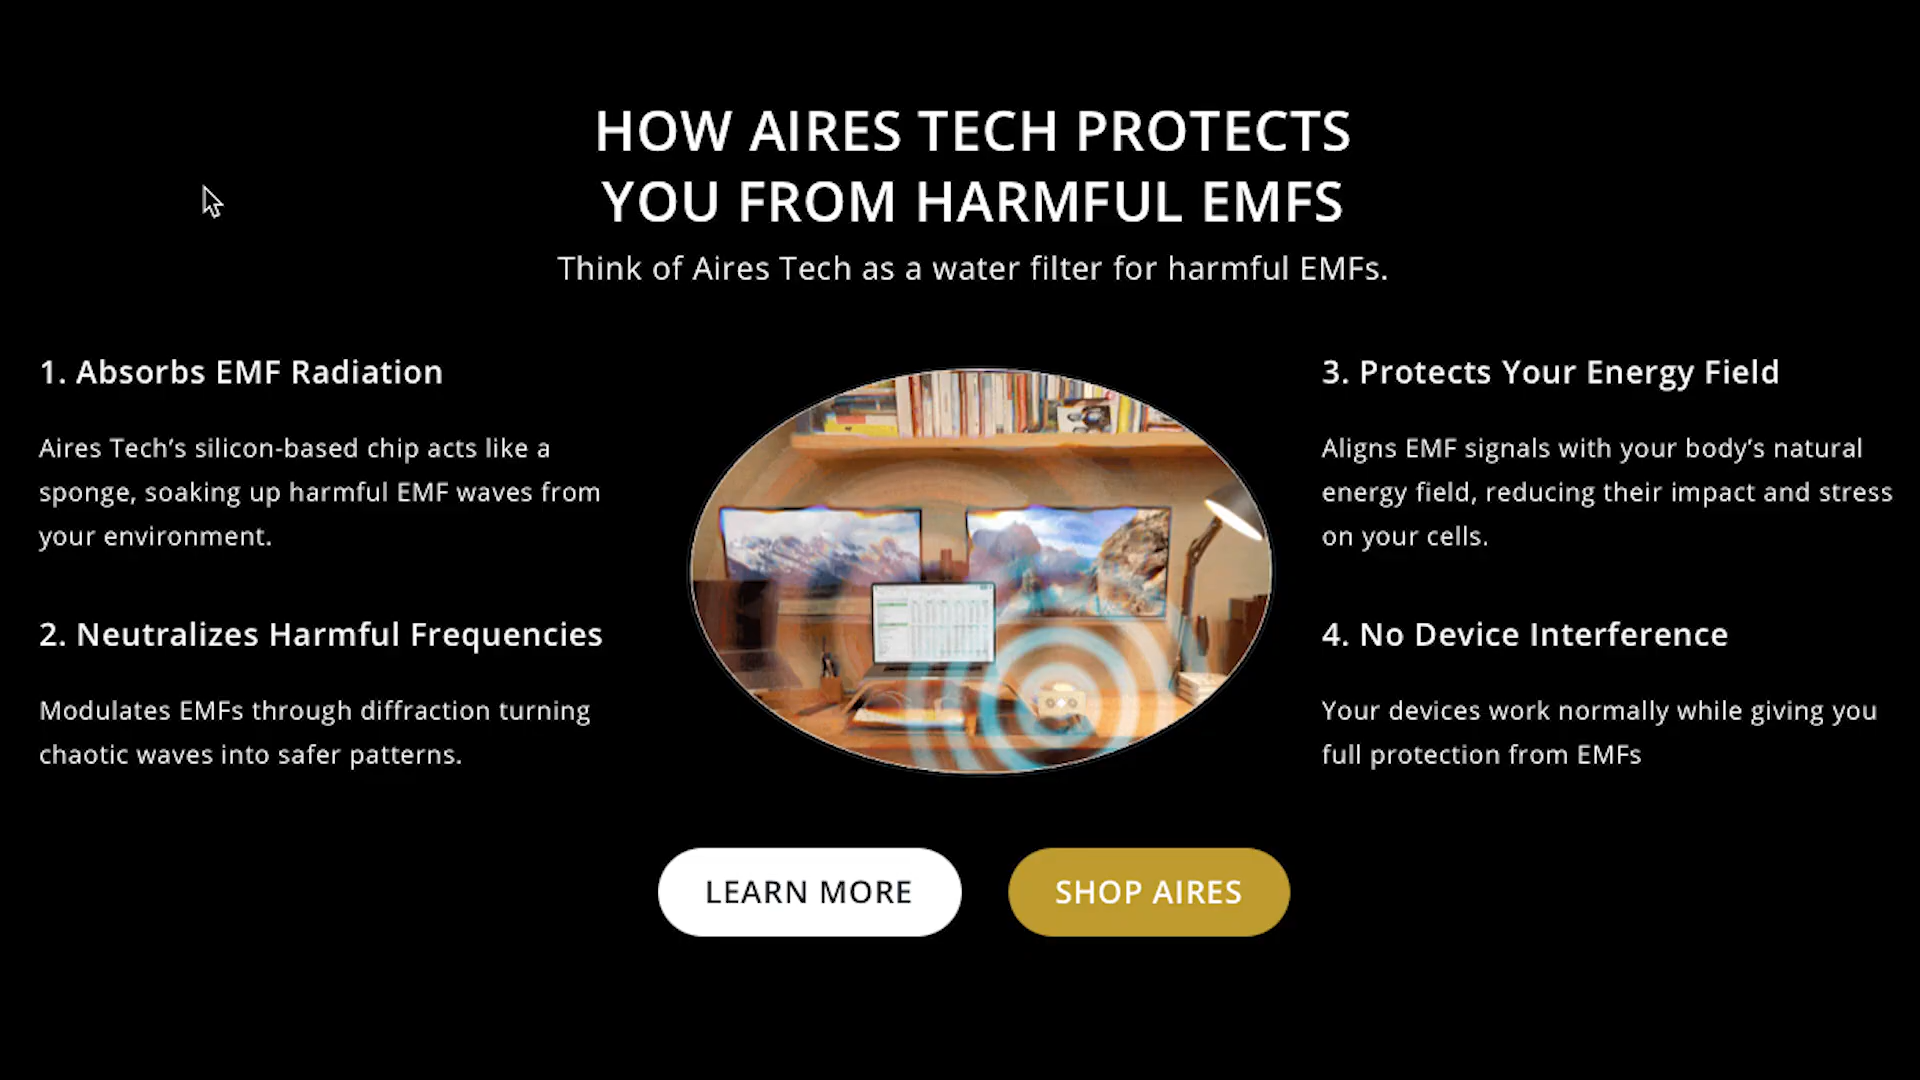 HOW AIRES TECH PROTECTS
YOU FROM HARMFUL EMFS
Think of Aires Tech as a water filter for harmful EMFs.
1. Absorbs EMF Radiation
Aires Tech’s silicon-based chip acts like a
sponge, soaking up harmful EMF waves from
your environment.
2. Neutralizes Harmful Frequencies
Modulates EMFs through diffraction turning
chaotic waves into safer patterns.
3. Protects Your Energy Field
Aligns EMF signals with your body’s natural
energy field, reducing their impact and stress
on your cells.
4. No Device Interference
Your devices work normally while giving you
full protection from EMFs
LEARN MORE
SHOP AIRES